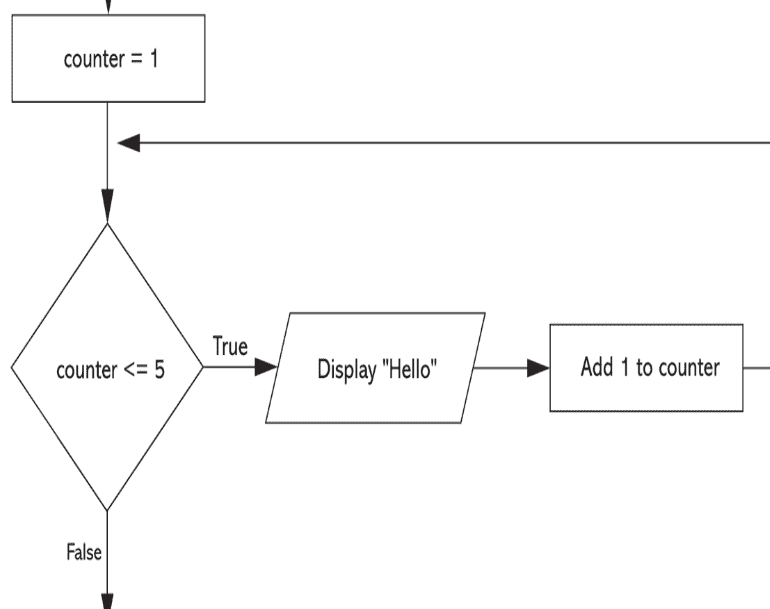 counter = 1
counter <= 5
True
Display "Hello"
Add 1 to counter
False